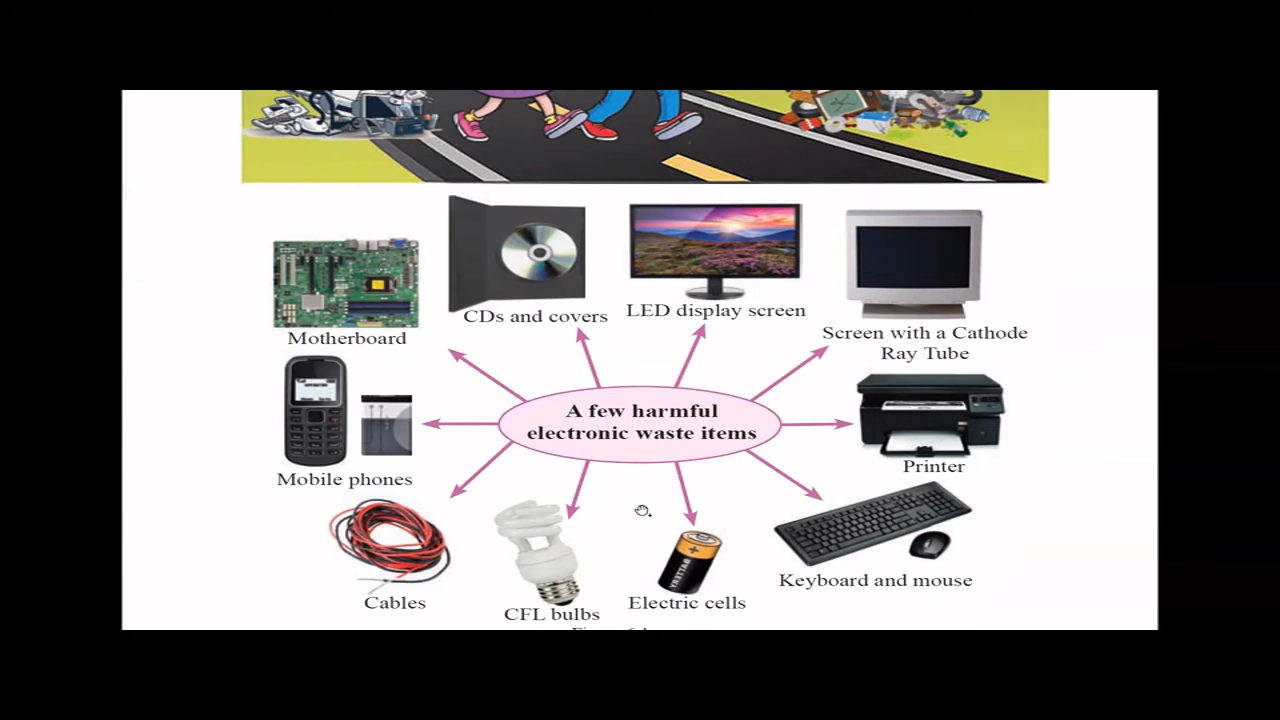 CDs and covers
LED display screen
Motherboard
Screen with a Cathode
Ray Tube
A few harmful
electronic waste items
Mobile phones
Printer
BATTERY
Cables
CFL bulbs
Electric cells
Keyboard and mouse